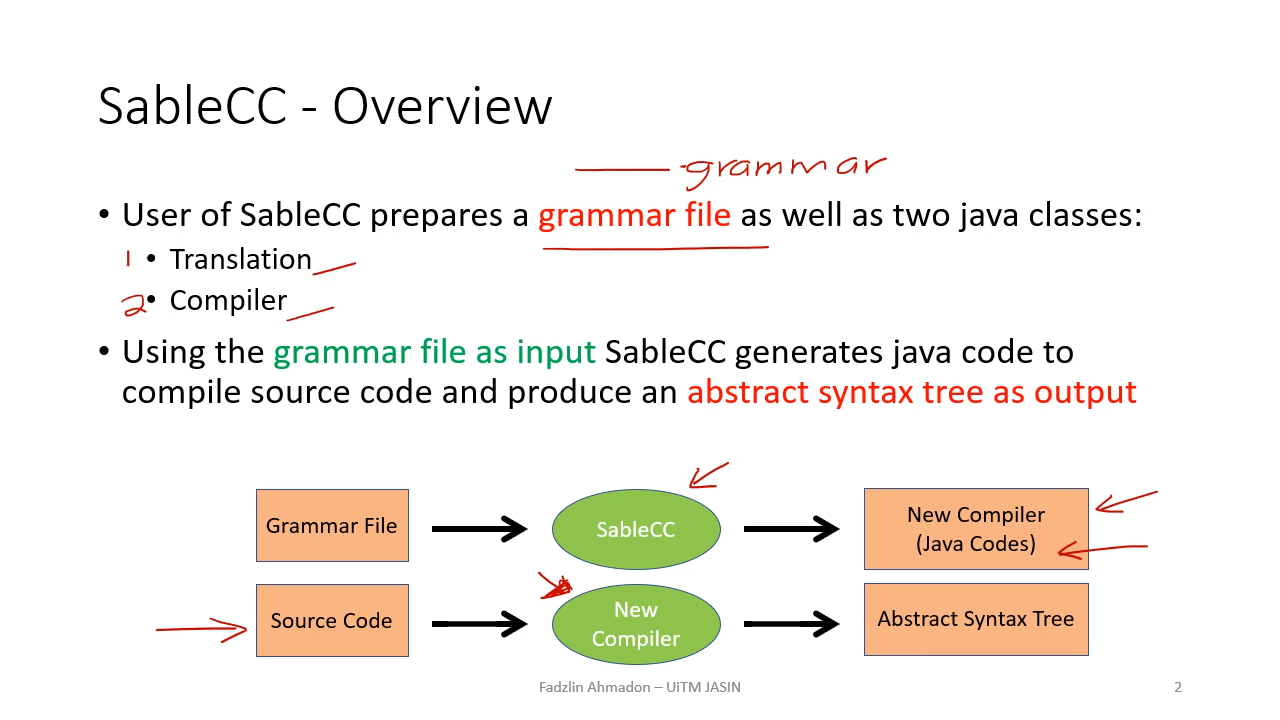 SableCC - Overview
.grammar
• User of SableCC prepares a grammar file as well as two java classes:
1 • Translation
2 • Compiler
• Using the grammar file as input SableCC generates java code to
compile source code and produce an abstract syntax tree as output
Grammar File
SableCC
New Compiler
(Java Codes)
Source Code
New
Compiler
Abstract Syntax Tree
Fadzlin Ahmadon – UiTM JASIN
2